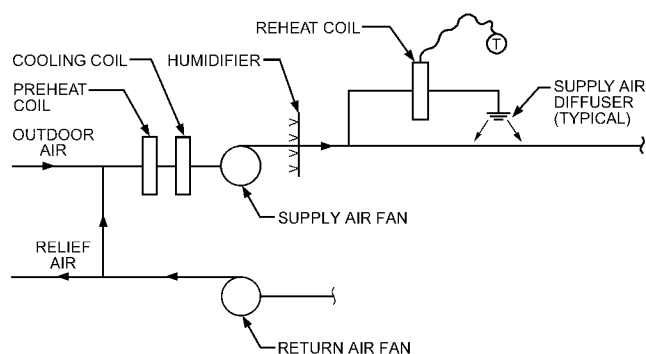 REHEAT COIL
T
COOLING COIL
HUMIDIFIER
PREHEAT
COIL
SUPPLY AIR
DIFFUSER
(TYPICAL)
OUTDOOR
AIR
SUPPLY AIR FAN
RELIEF
AIR
RETURN AIR FAN